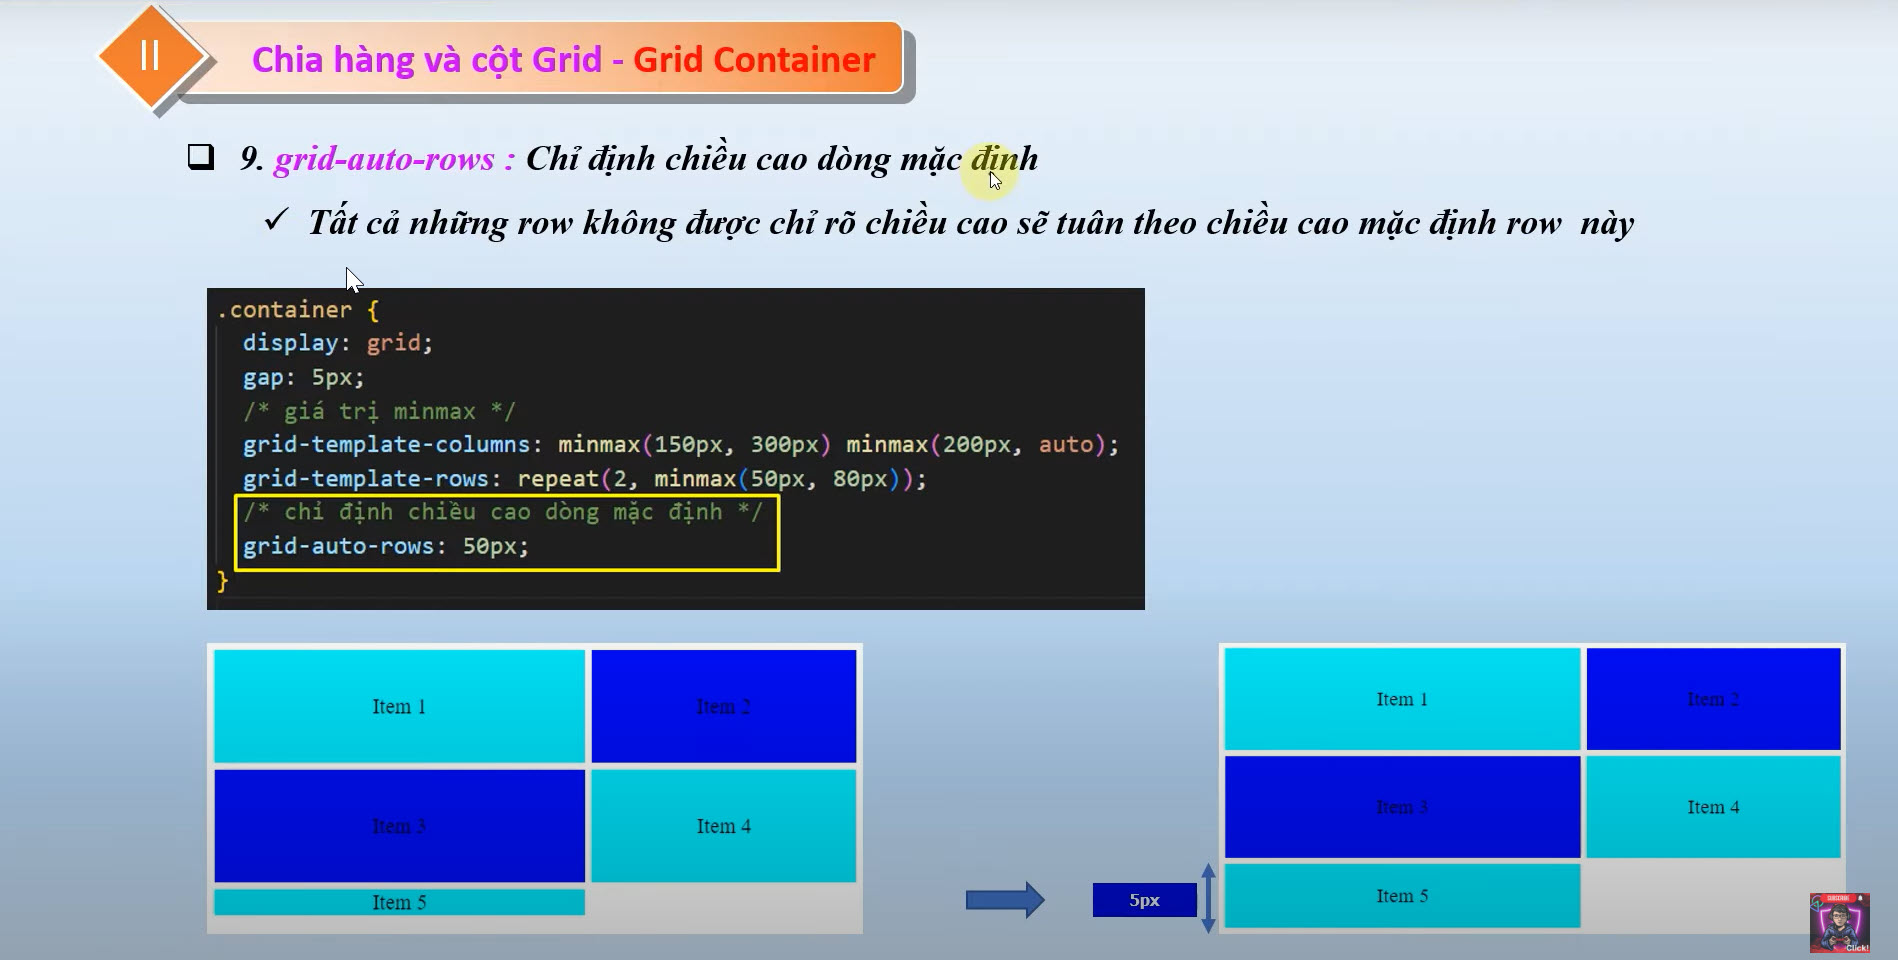 II
Chia hàng và cột Grid - Grid Container
9. grid-auto-rows : Chỉ định chiều cao dòng mặc định
Tất cả những row không được chỉ rõ chiều cao sẽ tuân theo chiều cao mặc định row này
.container {
display: grid;
gap: 5px;
/* giá trị minmax */
grid-template-columns: minmax(150px, 300px) minmax(200px, auto);
grid-template-rows: repeat(2, minmax(50px, 80px));
/* chỉ định chiều cao dòng mặc định */
grid-auto-rows: 50px;
}
Item 1
Item 2
Item 3
Item 4
Item 5
5px
Item 1
Item 2
Item 3
Item 4
Item 5
SUBSCRIBE
Click!